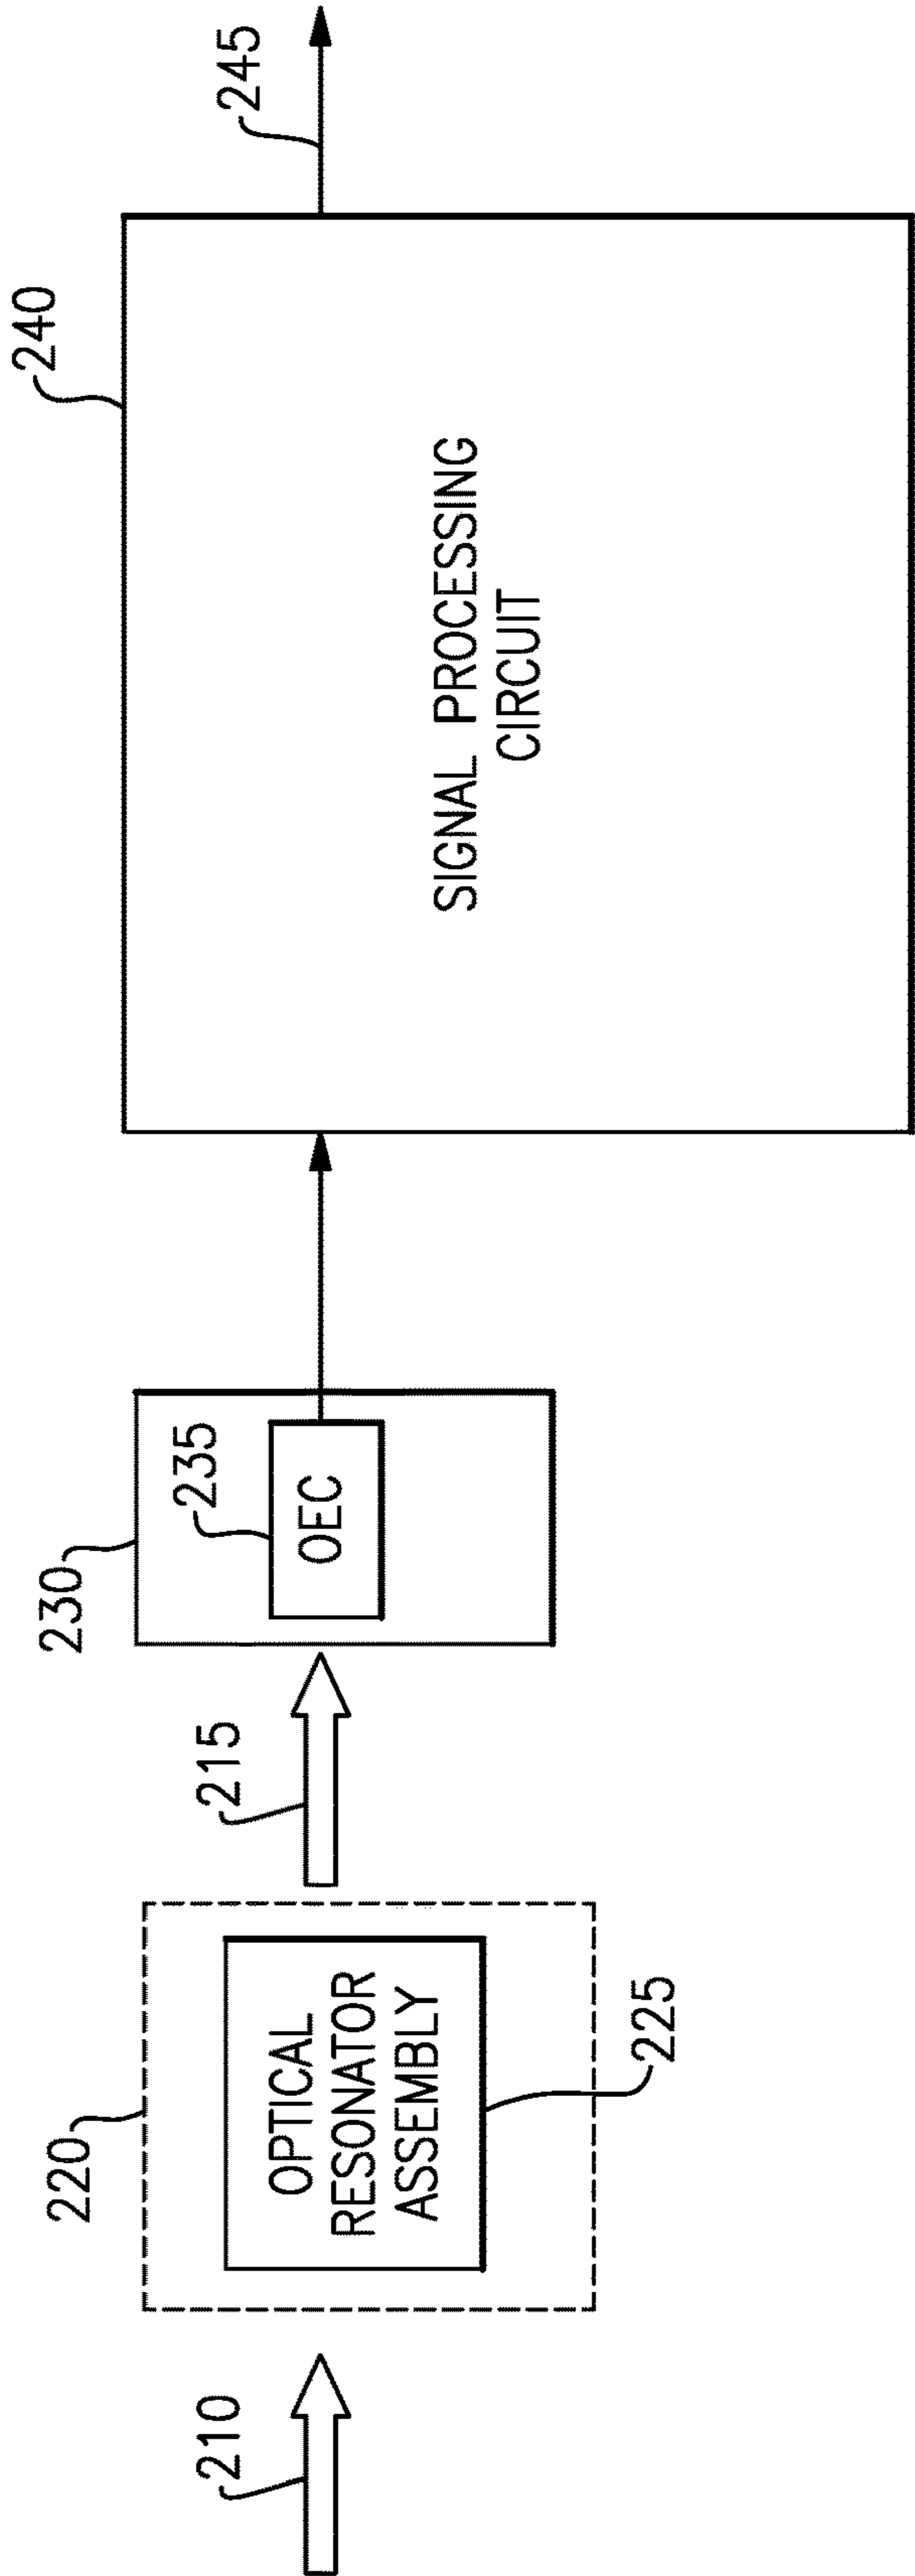 210
220
OPTICAL
RESONATOR
ASSEMBLY
225
215
230
235
OEC
240
SIGNAL PROCESSING
CIRCUIT
245